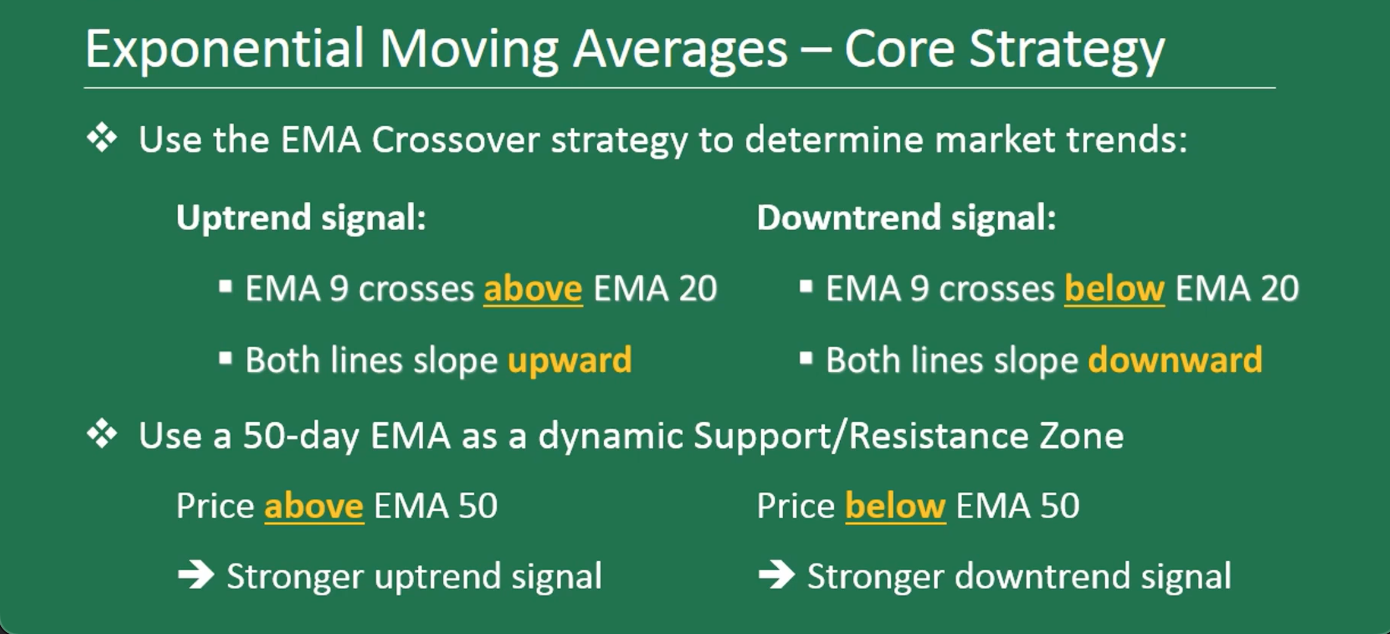 Exponential Moving Averages – Core Strategy
❖ Use the EMA Crossover strategy to determine market trends:
Uptrend signal:
▪ EMA 9 crosses above EMA 20
▪ Both lines slope upward
Downtrend signal:
▪ EMA 9 crosses below EMA 20
▪ Both lines slope downward
❖ Use a 50-day EMA as a dynamic Support/Resistance Zone
Price above EMA 50
➔ Stronger uptrend signal
Price below EMA 50
➔ Stronger downtrend signal